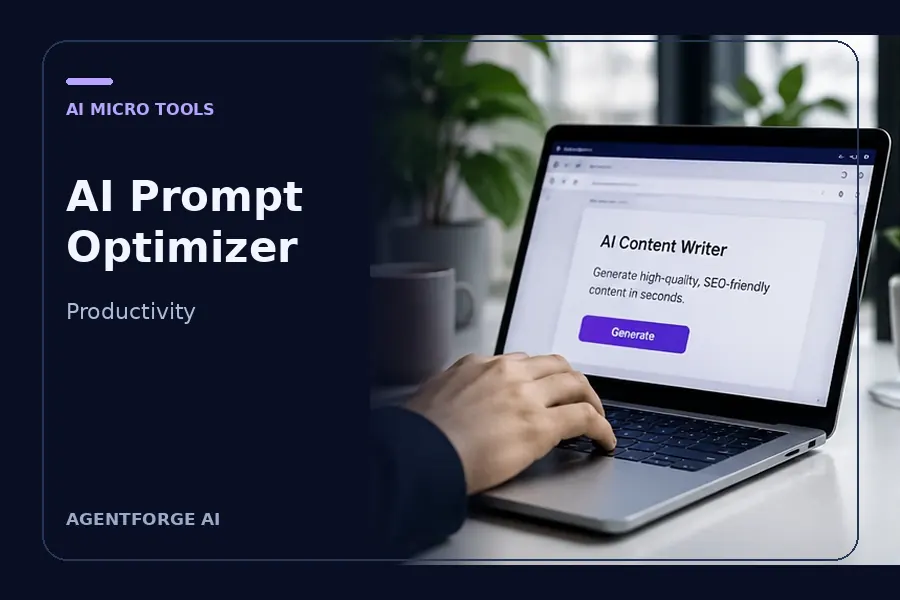 AI MICRO TOOLS
AI Prompt
Optimizer
Productivity
AGENTFORGE AI
AI Content Writer
Generate high-quality, SEO-friendly
content in seconds.
Generate